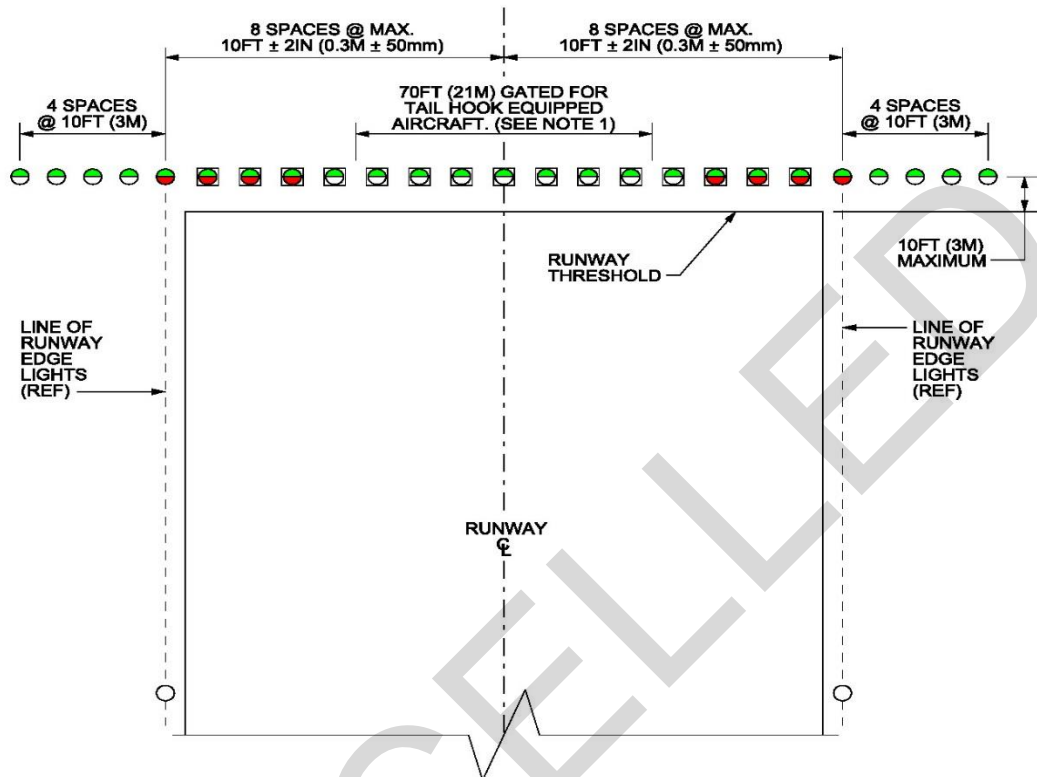 8 SPACES @ MAX.
10FT ± 2IN (0.3M ± 50mm)
8 SPACES @ MAX.
10FT ± 2IN (0.3M ± 50mm)
4 SPACES
@ 10FT (3M)
70FT (21M) GATED FOR
TAIL HOOK EQUIPPED
AIRCRAFT. (SEE NOTE 1)
4 SPACES
@ 10FT (3M)
RUNWAY
THRESHOLD
10FT (3M)
MAXIMUM
LINE OF
RUNWAY
EDGE
LIGHTS
(REF)
LINE OF
RUNWAY
EDGE
LIGHTS
(REF)
RUNWAY
℄
CELLED